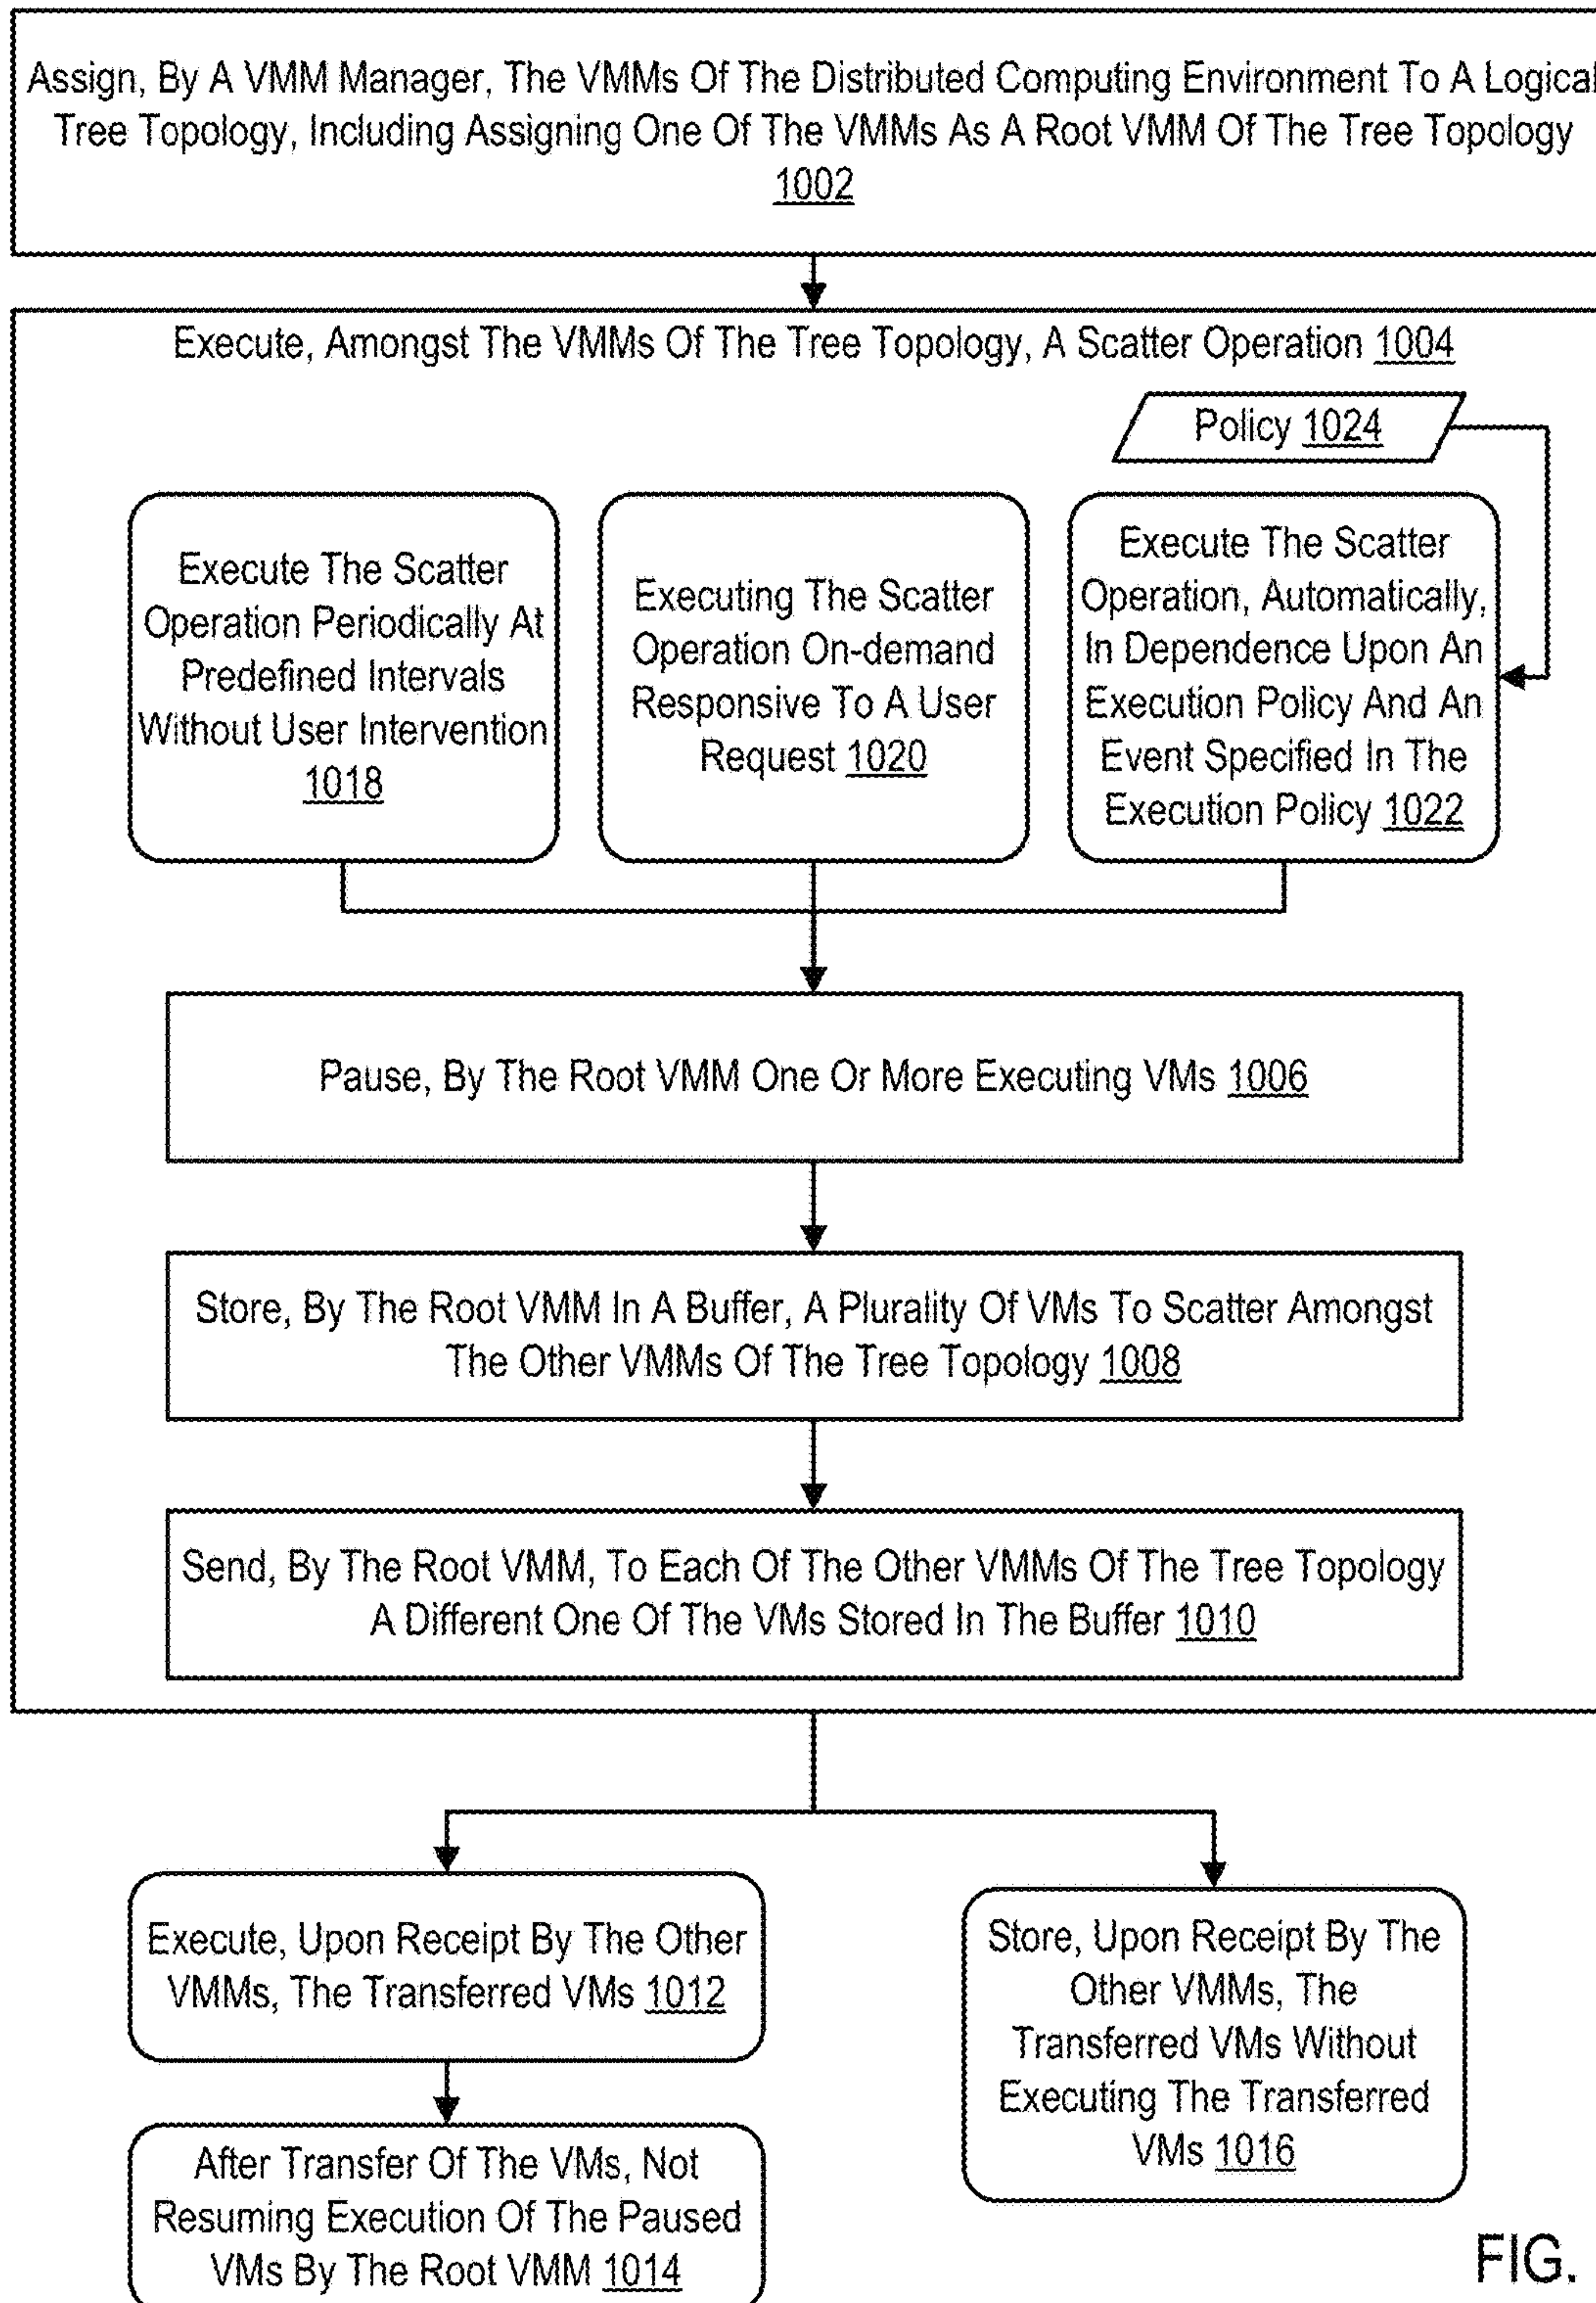 Assign, By A VMM Manager, The VMMs Of The Distributed Computing Environment To A Logical
Tree Topology, Including Assigning One Of The VMMs As A Root VMM Of The Tree Topology
1002
Execute, Amongst The VMMs Of The Tree Topology, A Scatter Operation 1004
Policy 1024
Execute The Scatter
Operation Periodically At
Predefined Intervals
Without User Intervention
1018
Executing The Scatter
Operation On-demand
Responsive To A User
Request 1020
Execute The Scatter
Operation, Automatically,
In Dependence Upon An
Execution Policy And An
Event Specified In The
Execution Policy 1022
Pause, By The Root VMM One Or More Executing VMs 1006
Store, By The Root VMM In A Buffer, A Plurality Of VMs To Scatter Amongst
The Other VMMs Of The Tree Topology 1008
Send, By The Root VMM, To Each Of The Other VMMs Of The Tree Topology
A Different One Of The VMs Stored In The Buffer 1010
Execute, Upon Receipt By The Other
VMMs, The Transferred VMs 1012
After Transfer Of The VMs, Not
Resuming Execution Of The Paused
VMs By The Root VMM 1014
Store, Upon Receipt By The
Other VMMs, The
Transferred VMs Without
Executing The Transferred
VMs 1016
FIG.